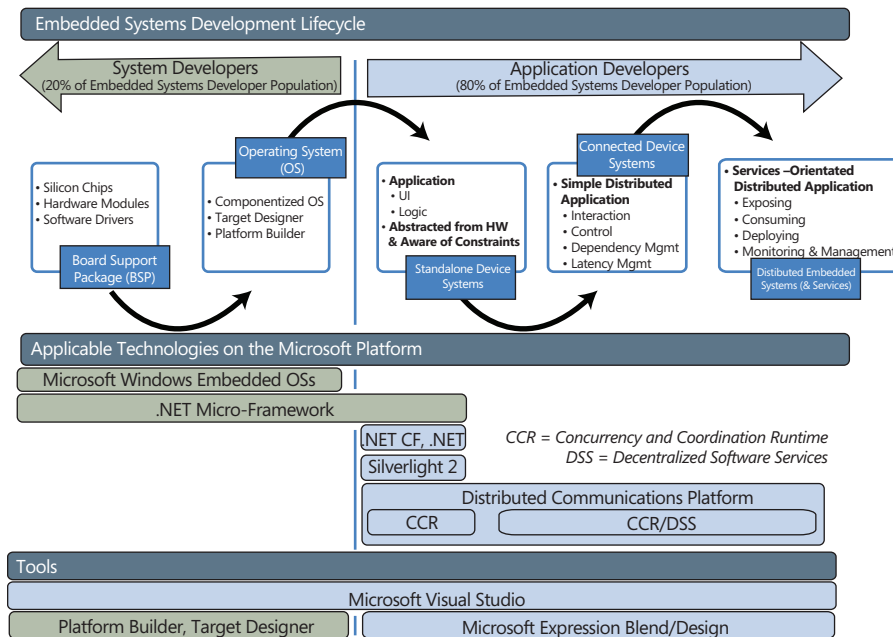 Embedded Systems Development Lifecycle
System Developers
(20% of Embedded Systems Developer Population)
Application Developers
(80% of Embedded Systems Developer Population)
• Silicon Chips
• Hardware Modules
• Software Drivers
Board Support
Package (BSP)
Operating System
(OS)
• Componentized OS
• Target Designer
• Platform Builder
• Application
• UI
• Logic
• Abstracted from HW
& Aware of Constraints
Standalone Device
Systems
Connected Device
Systems
• Simple Distributed
Application
• Interaction
• Control
• Dependency Mgmt
• Latency Mgmt
• Services –Orientated
Distributed Application
• Exposing
• Consuming
• Deploying
• Monitoring & Management
Distibuted Embedded
Systems (& Services)
Applicable Technologies on the Microsoft Platform
Microsoft Windows Embedded OSs
.NET Micro-Framework
.NET CF, .NET
Silverlight 2
CCR = Concurrency and Coordination Runtime
DSS = Decentralized Software Services
Distributed Communications Platform
CCR
CCR/DSS
Tools
Microsoft Visual Studio
Platform Builder, Target Designer
Microsoft Expression Blend/Design